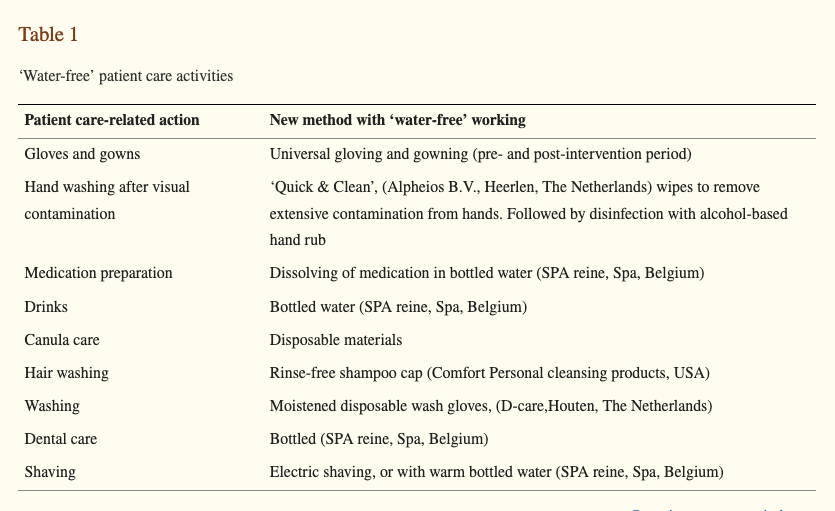 Table 1
‘Water-free’ patient care activities
Patient care-related action New method with ‘water-free’ working
Gloves and gowns Universal gloving and gowning (pre- and post-intervention period)
Hand washing after visual ‘Quick & Clean’, (Alpheios B.V., Heerlen, The Netherlands) wipes to remove
contamination extensive contamination from hands. Followed by disinfection with alcohol-based
hand rub
Medication preparation Dissolving of medication in bottled water (SPA reine, Spa, Belgium)
Drinks Bottled water (SPA reine, Spa, Belgium)
Canula care Disposable materials
Hair washing Rinse-free shampoo cap (Comfort Personal cleansing products, USA)
Washing Moistened disposable wash gloves, (D-care,Houten, The Netherlands)
Dental care Bottled (SPA reine, Spa, Belgium)
Shaving Electric shaving, or with warm bottled water (SPA reine, Spa, Belgium)